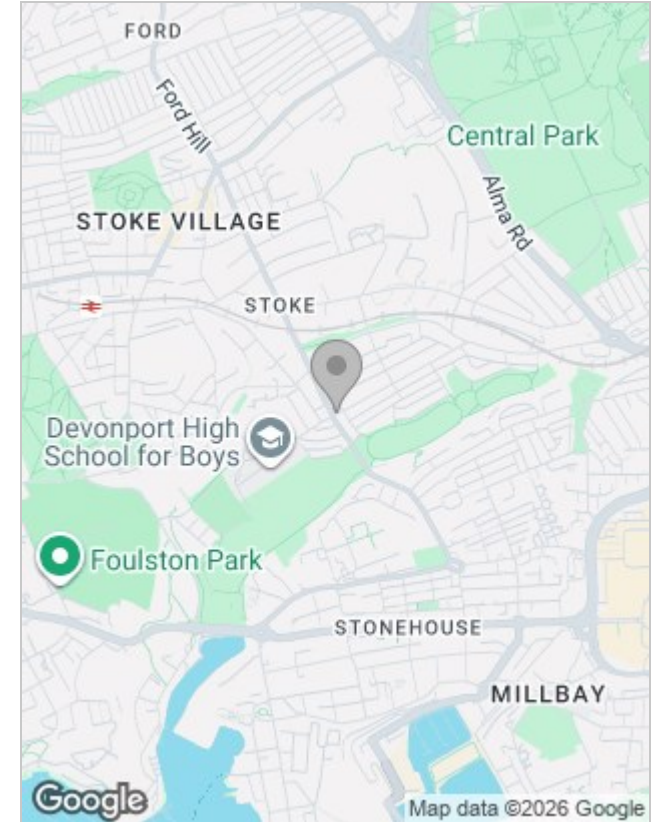 FORD
Ford Hill
Central Park
Alma Rd
STOKE VILLAGE
STOKE
Devonport High
School for Boys
Foulston Park
STONEHOUSE
MILLBAY
Google
Map data ©2026 Google